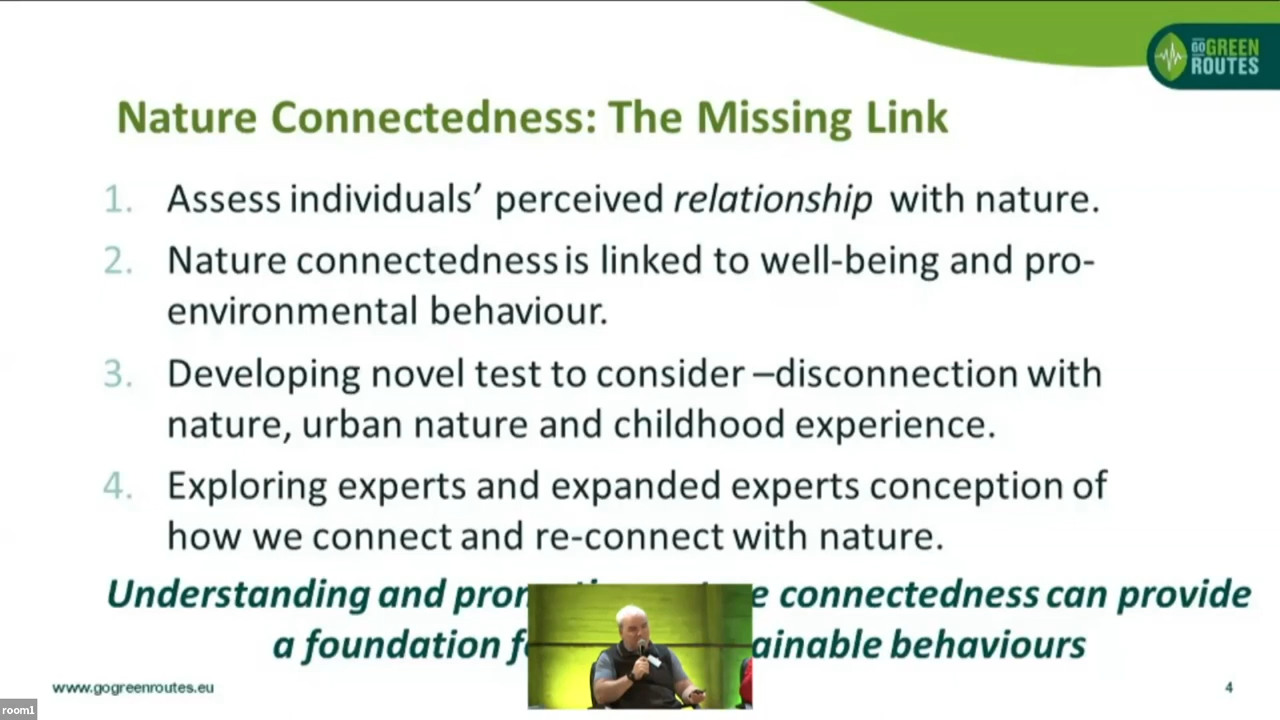 GO GREEN
ROUTES
Nature Connectedness: The Missing Link
1. Assess individuals’ perceived relationship with nature.
2. Nature connectedness is linked to well-being and pro-
environmental behaviour.
3. Developing novel test to consider –disconnection with
nature, urban nature and childhood experience.
4. Exploring experts and expanded experts conception of
how we connect and re-connect with nature.
Understanding and connectedness can provide
a foundation behaviours
www.gogreenroutes.eu
4
room1